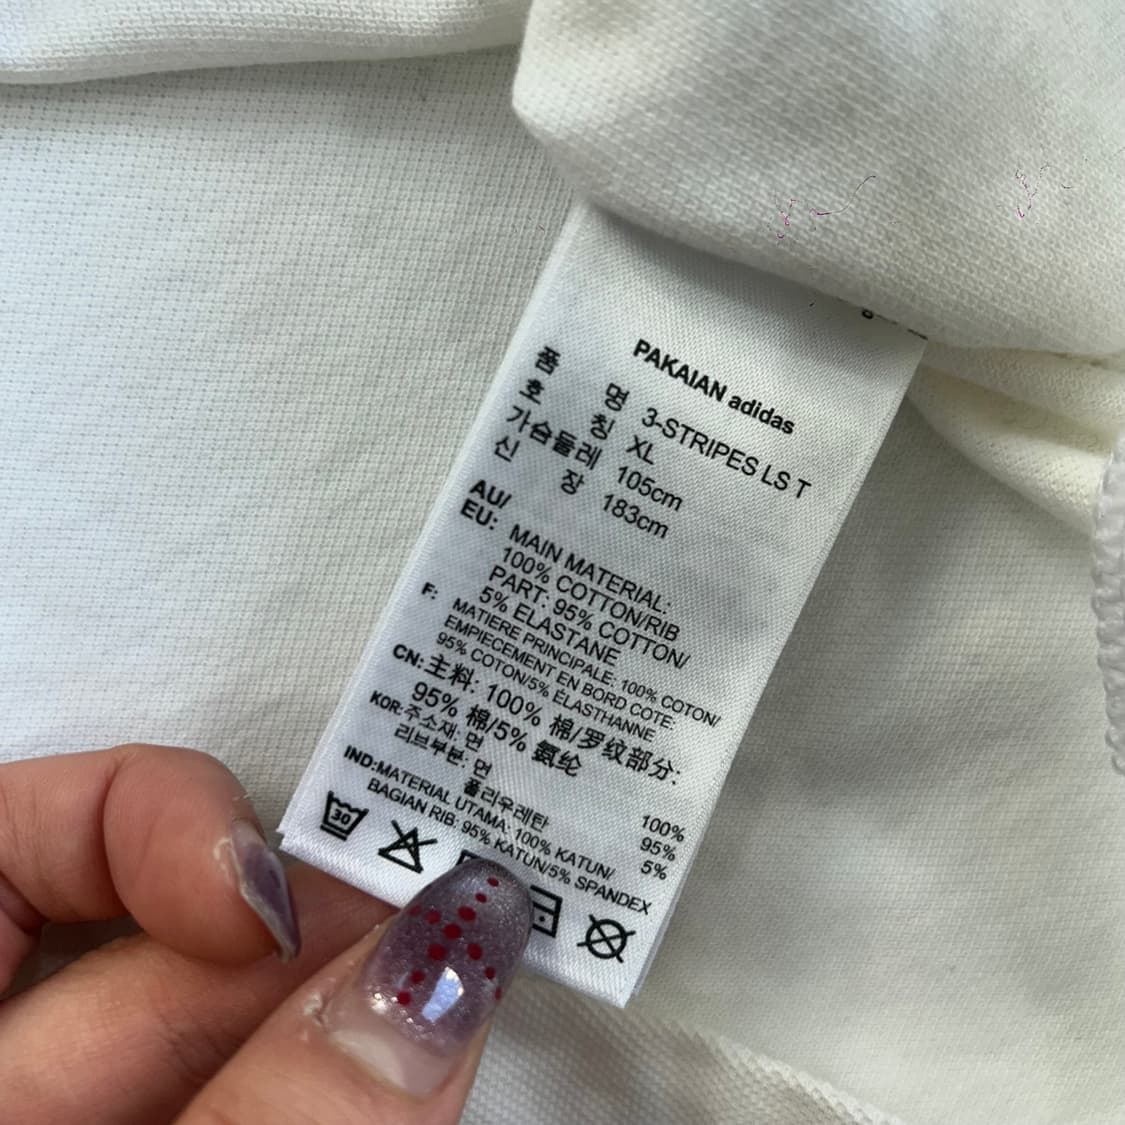 PAKAIAN adidas
품 명 3-STRIPES LS T
호 칭 XL
가슴둘레 105cm
신 장 183cm
AU/
EU: MAIN MATERIAL:
100% COTTON/RIB
PART: 95% COTTON/
5% ELASTANE
F: MATIERE PRINCIPALE: 100% COTON/
EMPIECEMENT EN BORD COTE:
95% COTON/5% ÉLASTHANNE
CN: 主料: 100% 棉/罗纹部分:
95% 棉/5% 氨纶
KOR: 주소재: 면 100%
리브부분: 면 95%
폴리우레탄 5%
IND:MATERIAL UTAMA: 100% KATUN/
BAGIAN RIB: 95% KATUN/5% SPANDEX
30